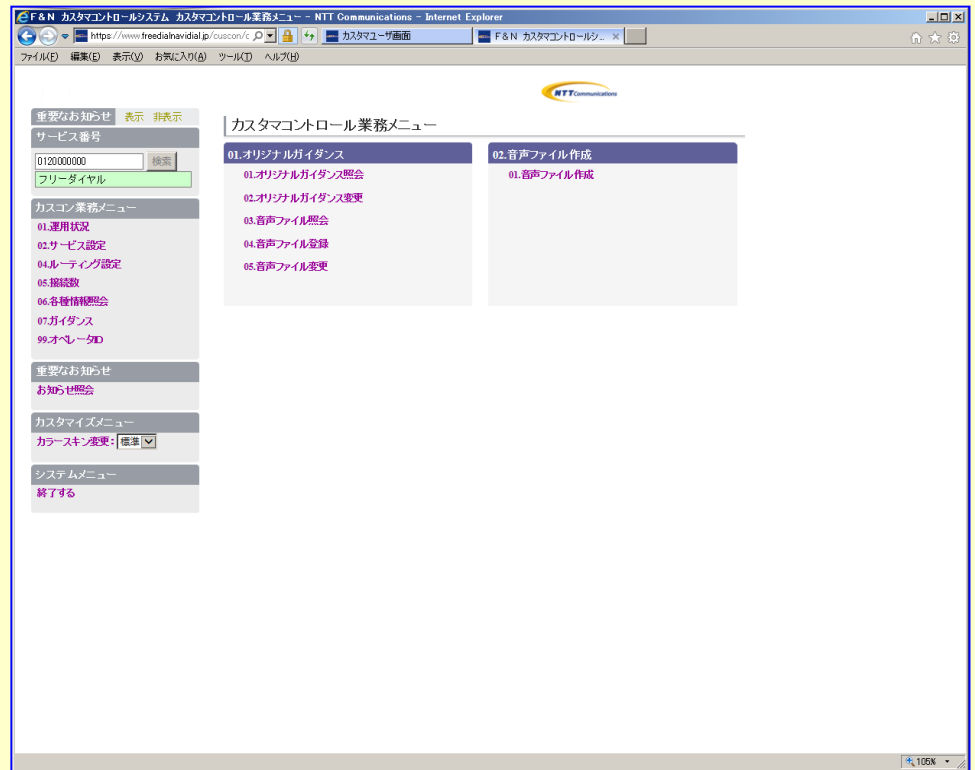 F&N カスタマコントロールシステム カスタマコントロール業務メニュー - NTT Communications - Internet Explorer
https://www.freedialnavidial.jp/cuscon/c
カスタマユーザ画面
F&N カスタマコントロールシ...
ファイル(F) 編集(E) 表示(V) お気に入り(A) ツール(T) ヘルプ(H)
NTT Communications
重要なお知らせ 表示 非表示
サービス番号
0120000000 検索
フリーダイヤル
カスコン業務メニュー
01.運用状況
02.サービス設定
04.ルーティング設定
05.接続数
06.各種情報照会
07.ガイダンス
99.オペレータID
重要なお知らせ
お知らせ照会
カスタマイズメニュー
カラースキン変更: 標準
システムメニュー
終了する
カスタマコントロール業務メニュー
01.オリジナルガイダンス
01.オリジナルガイダンス照会
02.オリジナルガイダンス変更
03.音声ファイル照会
04.音声ファイル登録
05.音声ファイル変更
02.音声ファイル作成
01.音声ファイル作成
105%